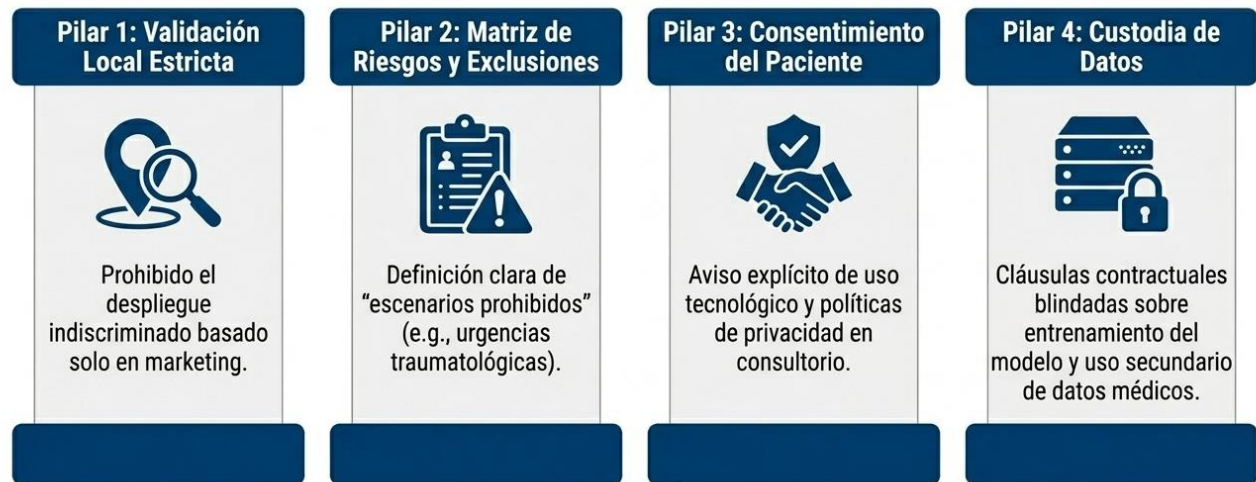 Pilar 1: Validación
Local Estricta
Prohibido el
despliegue
indiscriminado basado
solo en marketing.
Pilar 2: Matriz de
Riesgos y Exclusiones
Definición clara de
“escenarios prohibidos”
(e.g., urgencias
traumatológicas).
Pilar 3: Consentimiento
del Paciente
Aviso explícito de uso
tecnológico y políticas
de privacidad en
consultorio.
Pilar 4: Custodia de
Datos
Cláusulas contractuales
blindadas sobre
entrenamiento del
modelo y uso secundario
de datos médicos.